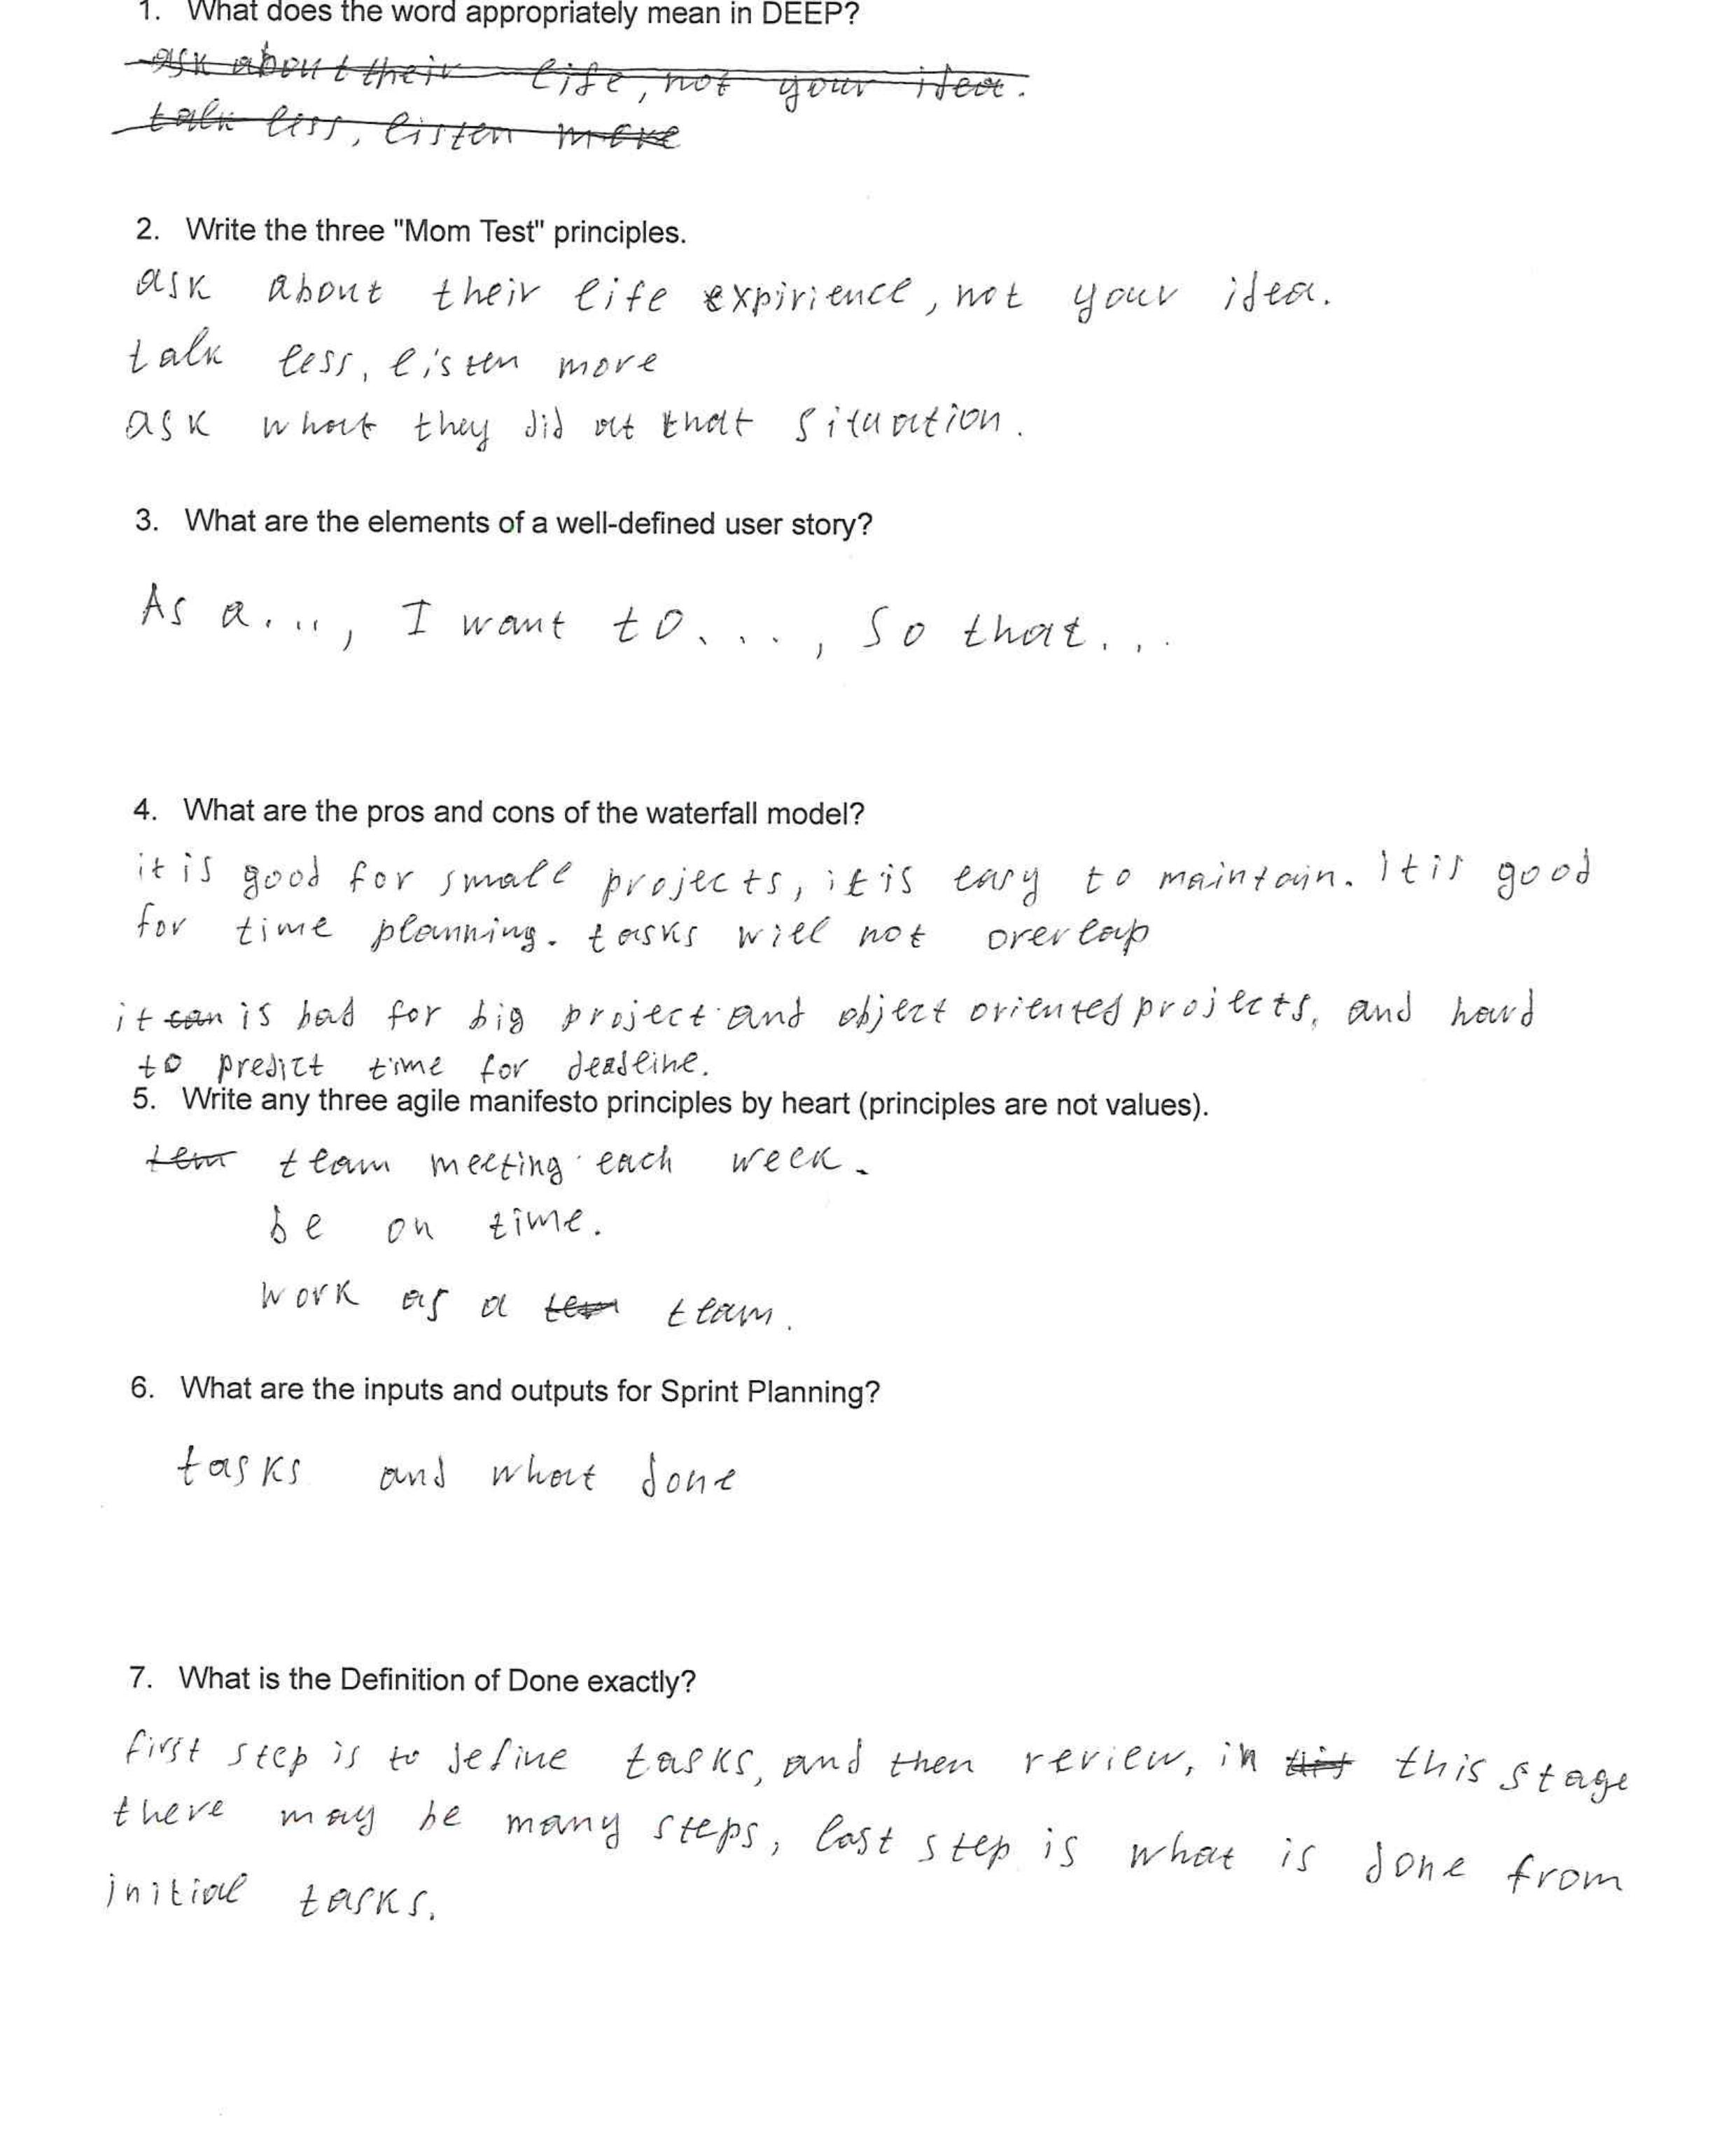 1. What does the word appropriately mean in DEEP?
ask about their life, not your idea.
talk less, listen more
2. Write the three "Mom Test" principles.
ask about their life expirience, not your idea.
talk less, listen more
ask what they did at that situation.
3. What are the elements of a well-defined user story?
As a..., I want to..., so that...
4. What are the pros and cons of the waterfall model?
it is good for small projects, it is easy to maintain. It is good
for time planning. tasks will not overlap
it can is bad for big project and object oriented projects, and hard
to predict time for deadline.
5. Write any three agile manifesto principles by heart (principles are not values).
tem team meeting each week.
be on time.
work as a tem team.
6. What are the inputs and outputs for Sprint Planning?
tasks and what done
7. What is the Definition of Done exactly?
first step is to define tasks, and then review, in this stage
there may be many steps, last step is what is done from
initial tasks.